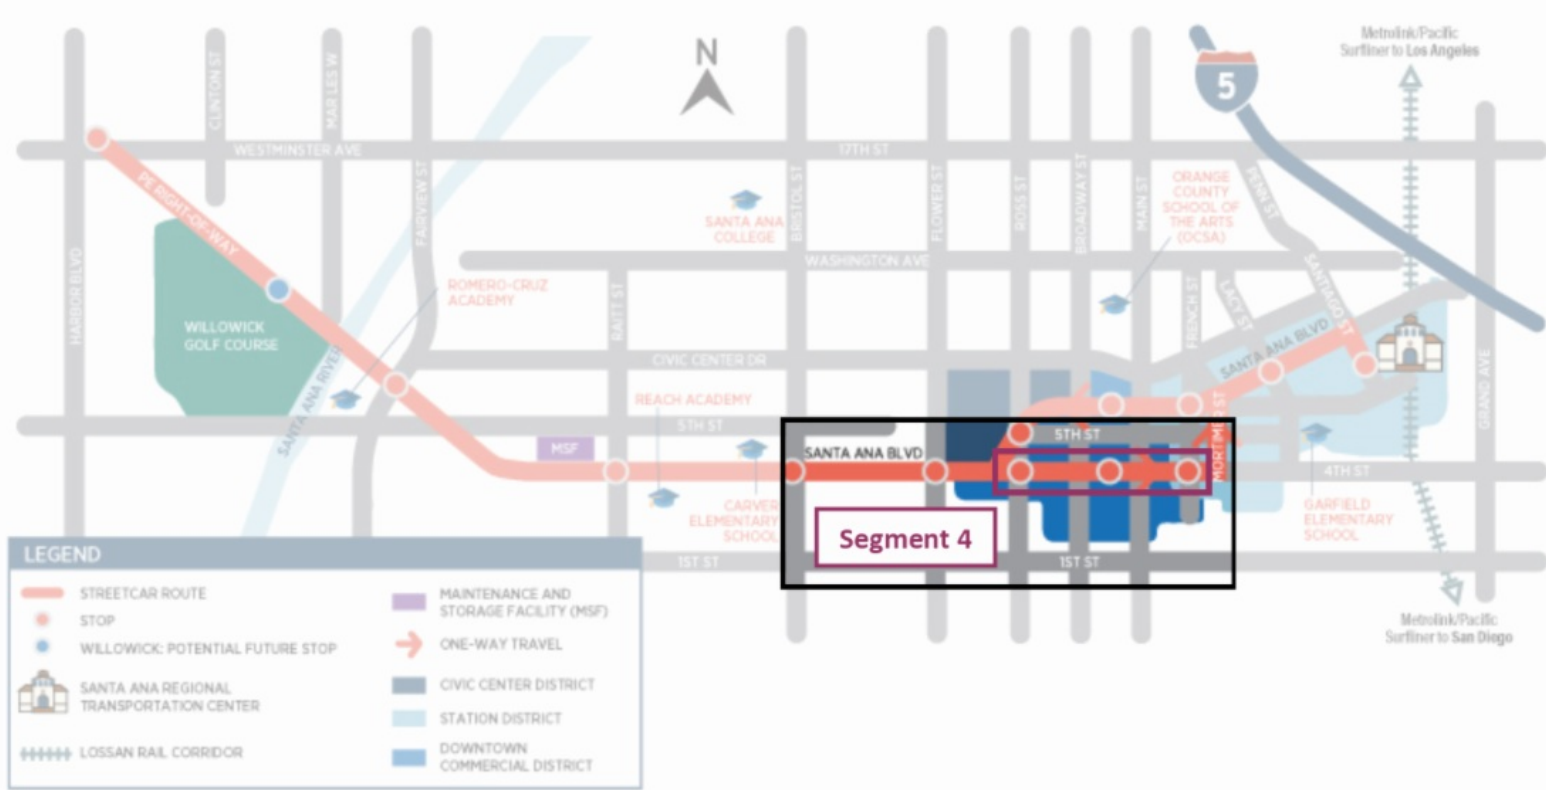 Metrolink/Pacific
Surfliner to Los Angeles
N
5
CLINTON ST
MAR LES W
WESTMINSTER AVE
17TH ST
PE RIGHT-OF-WAY
FAIRVIEW ST
BRISTOL ST
FLOWER ST
ROSS ST
BROADWAY ST
MAIN ST
PENN ST
ORANGE
COUNTY
SCHOOL OF
THE ARTS
(OCSA)
SANTA ANA
COLLEGE
HARBOR BLVD
WASHINGTON AVE
ROMERO-CRUZ
ACADEMY
RAITT ST
FRENCH ST
LACY ST
SANTIAGO ST
WILLOWICK
GOLF COURSE
SANTA ANA RIVER
CIVIC CENTER DR
SANTA ANA BLVD
GRAND AVE
REACH ACADEMY
5TH ST
5TH ST
MORTIMER ST
MSF
SANTA ANA BLVD
4TH ST
CARVER
ELEMENTARY
SCHOOL
GARFIELD
ELEMENTARY
SCHOOL
Segment 4
1ST ST
1ST ST
Metrolink/Pacific
Surfliner to San Diego
LEGEND
STREETCAR ROUTE
STOP
WILLOWICK: POTENTIAL FUTURE STOP
SANTA ANA REGIONAL
TRANSPORTATION CENTER
LOSSAN RAIL CORRIDOR
MAINTENANCE AND
STORAGE FACILITY (MSF)
ONE-WAY TRAVEL
CIVIC CENTER DISTRICT
STATION DISTRICT
DOWNTOWN
COMMERCIAL DISTRICT